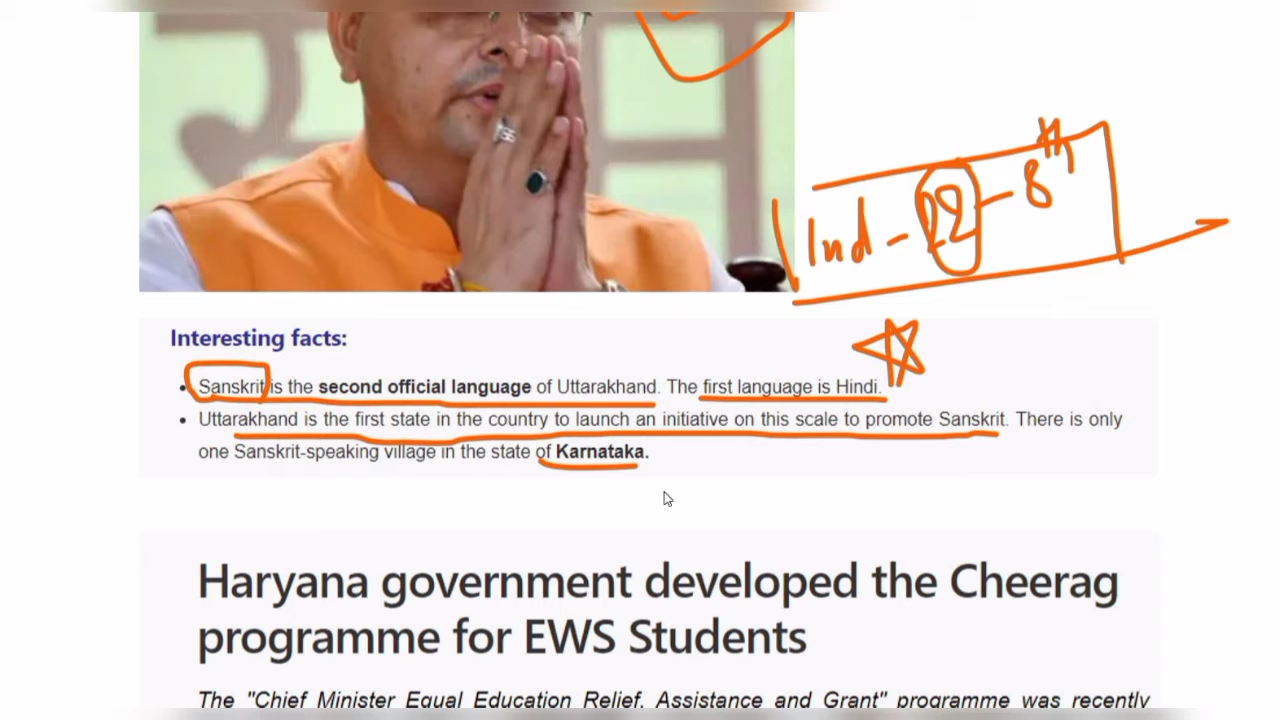 Ind - 22 - 8th
Interesting facts:
• Sanskrit is the second official language of Uttarakhand. The first language is Hindi.
• Uttarakhand is the first state in the country to launch an initiative on this scale to promote Sanskrit. There is only
one Sanskrit-speaking village in the state of Karnataka.
Haryana government developed the Cheerag
programme for EWS Students
The "Chief Minister Equal Education Relief, Assistance and Grant" programme was recently